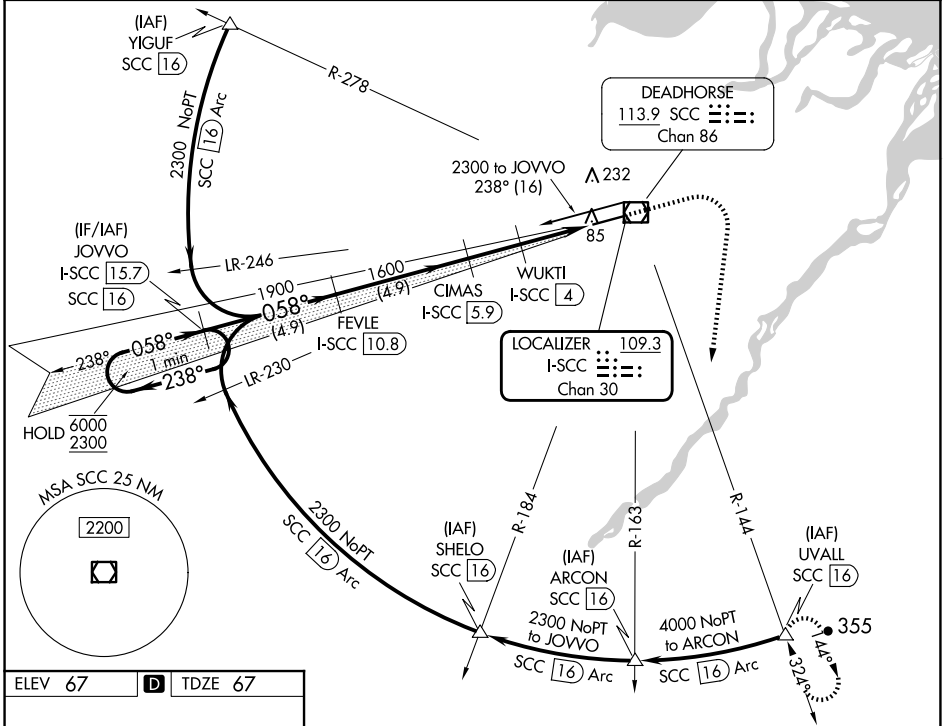 (IAF)
YIGUF
SCC 16
R-278
2300 NoPT
SCC 16 Arc
DEADHORSE
113.9 SCC
Chan 86
2300 to JOVVO
238° (16)
232
85
(IF/IAF)
JOVVO
I-SCC 15.7
SCC 16
LR-246
1900
1600
058°
(4.9)
(4.9)
FEVLE
I-SCC 10.8
CIMAS
I-SCC 5.9
WUKTI
I-SCC 4
238°
058°
1 min
238°
LR-230
HOLD 6000
2300
LOCALIZER 109.3
I-SCC
Chan 30
MSA SCC 25 NM
2200
2300 NoPT
SCC 16 Arc
R-184
R-163
R-144
(IAF)
SHELO
SCC 16
(IAF)
ARCON
SCC 16
(IAF)
UVALL
SCC 16
2300 NoPT
to JOVVO
SCC 16 Arc
4000 NoPT
to ARCON
SCC 16 Arc
355
144°
324°
ELEV 67 D TDZE 67